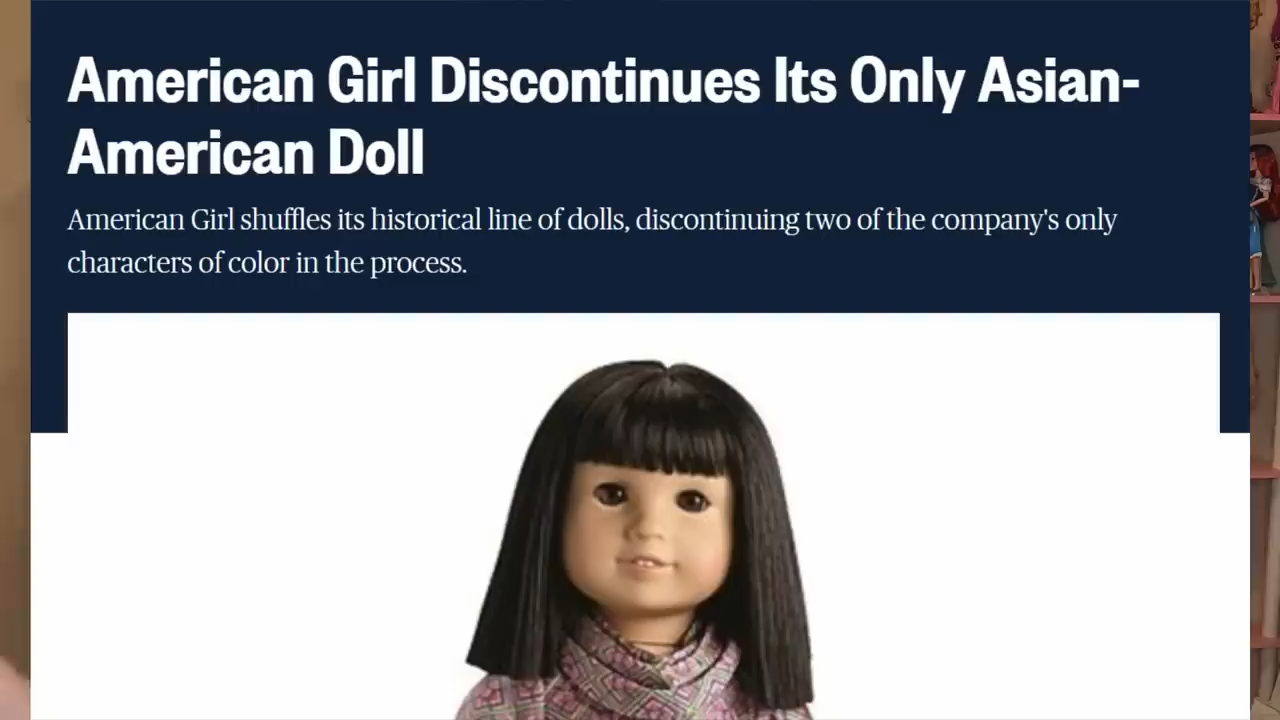 American Girl Discontinues Its Only Asian-
American Doll
American Girl shuffles its historical line of dolls, discontinuing two of the company's only
characters of color in the process.